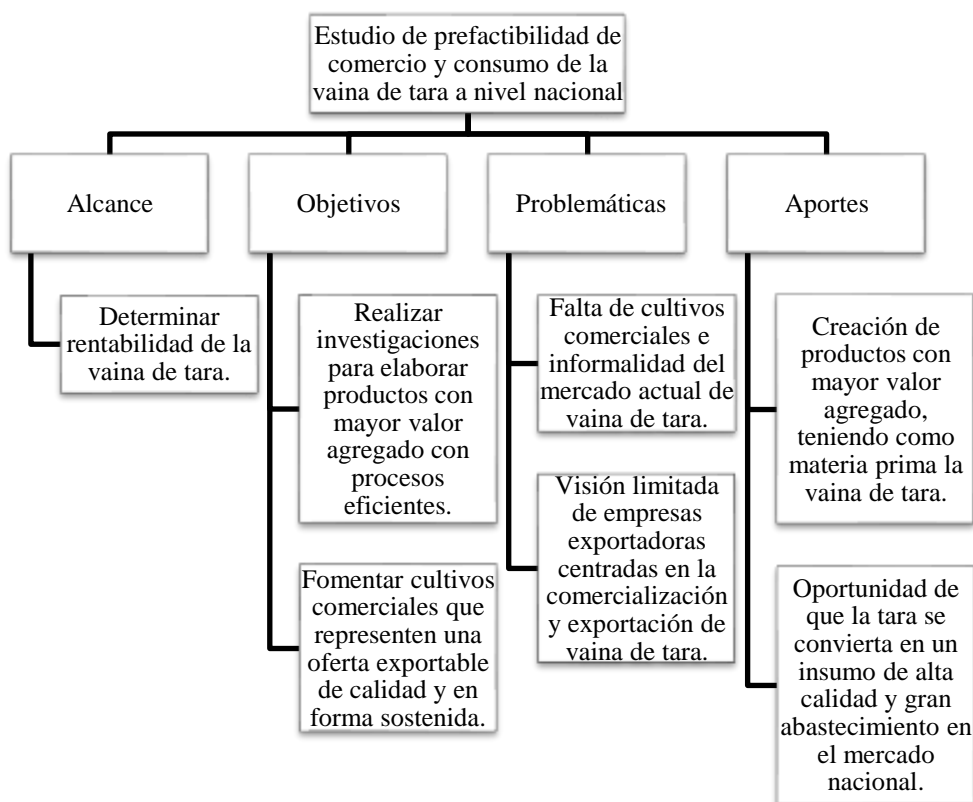 Estudio de prefactibilidad de
comercio y consumo de la
vaina de tara a nivel nacional
Alcance
Objetivos
Problemáticas
Aportes
Determinar
rentabilidad de la
vaina de tara.
Realizar
investigaciones
para elaborar
productos con
mayor valor
agregado con
procesos
eficientes.
Fomentar cultivos
comerciales que
representen una
oferta exportable
de calidad y en
forma sostenida.
Falta de cultivos
comerciales e
informalidad del
mercado actual de
vaina de tara.
Visión limitada
de empresas
exportadoras
centradas en la
comercialización
y exportación de
vaina de tara.
Creación de
productos con
mayor valor
agregado,
teniendo como
materia prima la
vaina de tara.
Oportunidad de
que la tara se
convierta en un
insumo de alta
calidad y gran
abastecimiento en
el mercado
nacional.